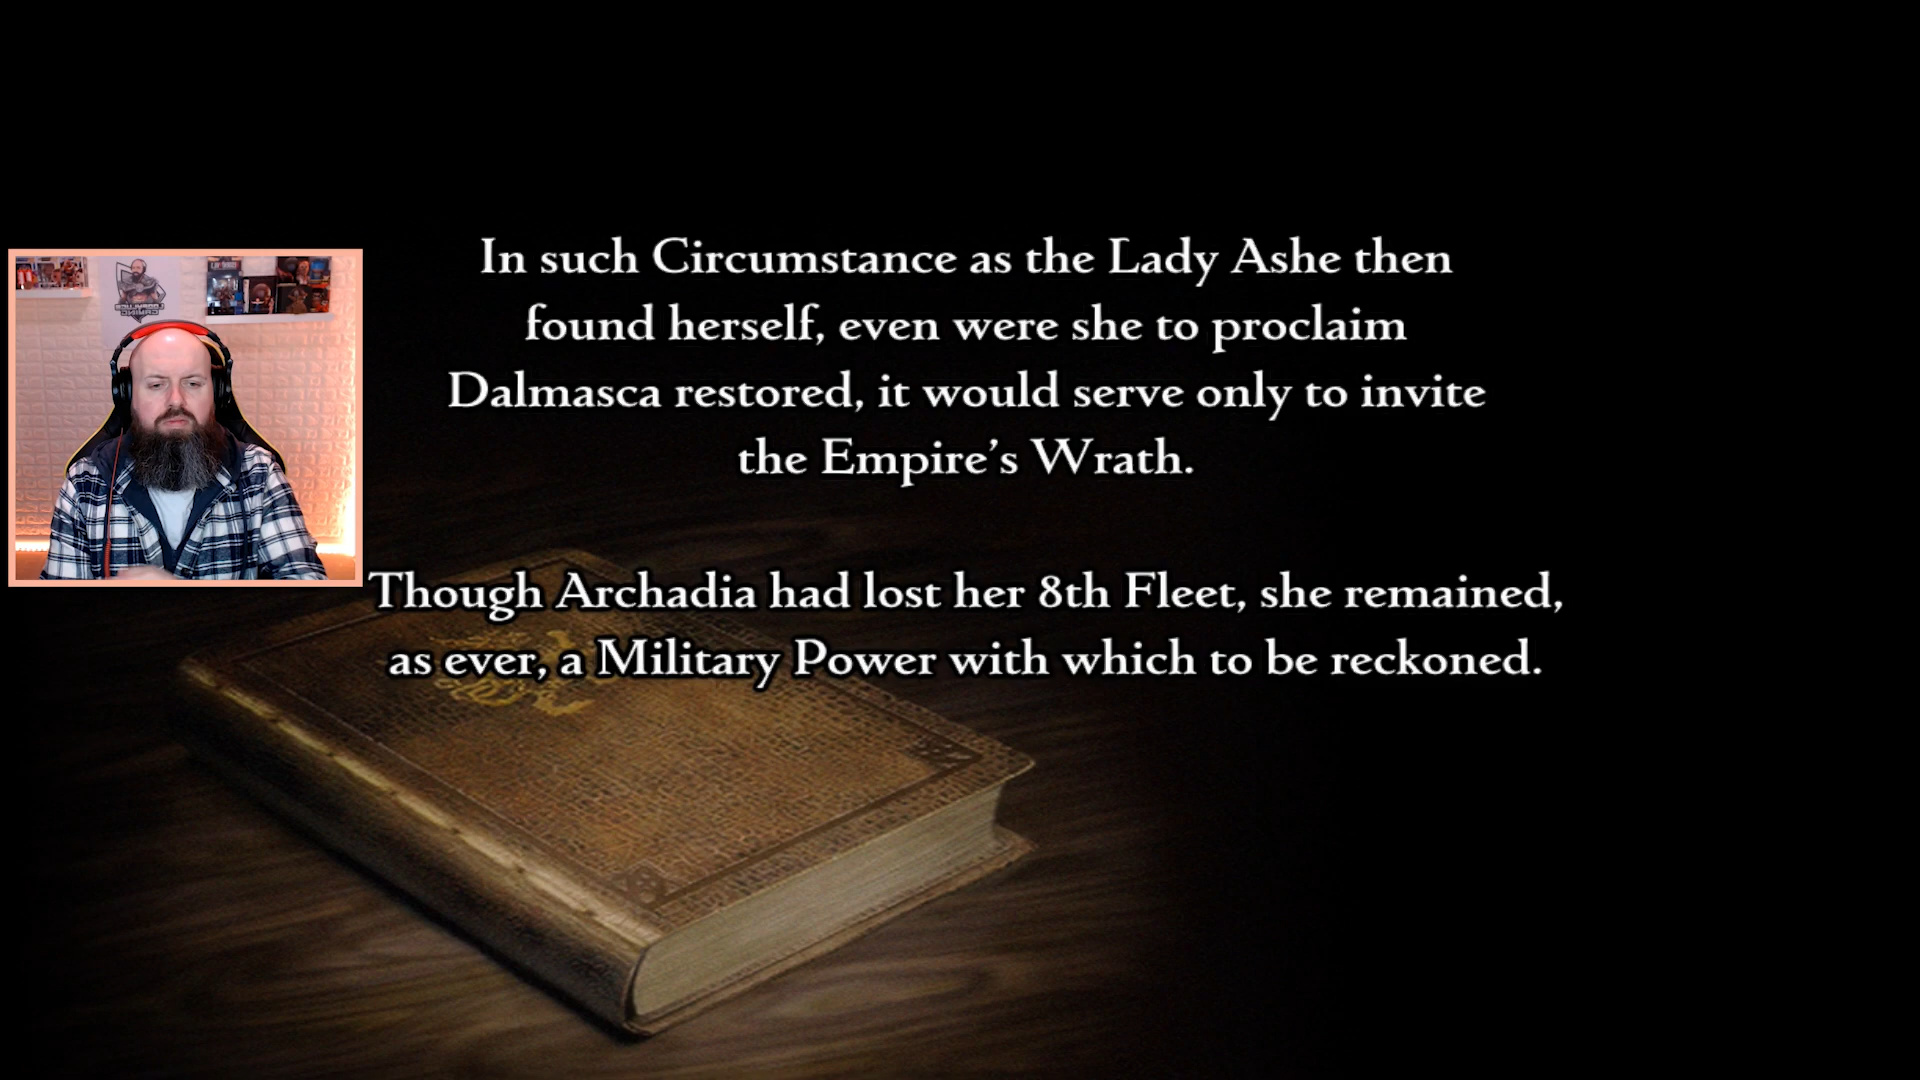 In such Circumstance as the Lady Ashe then
found herself, even were she to proclaim
Dalmasca restored, it would serve only to invite
the Empire's Wrath.
Though Archadia had lost her 8th Fleet, she remained,
as ever, a Military Power with which to be reckoned.